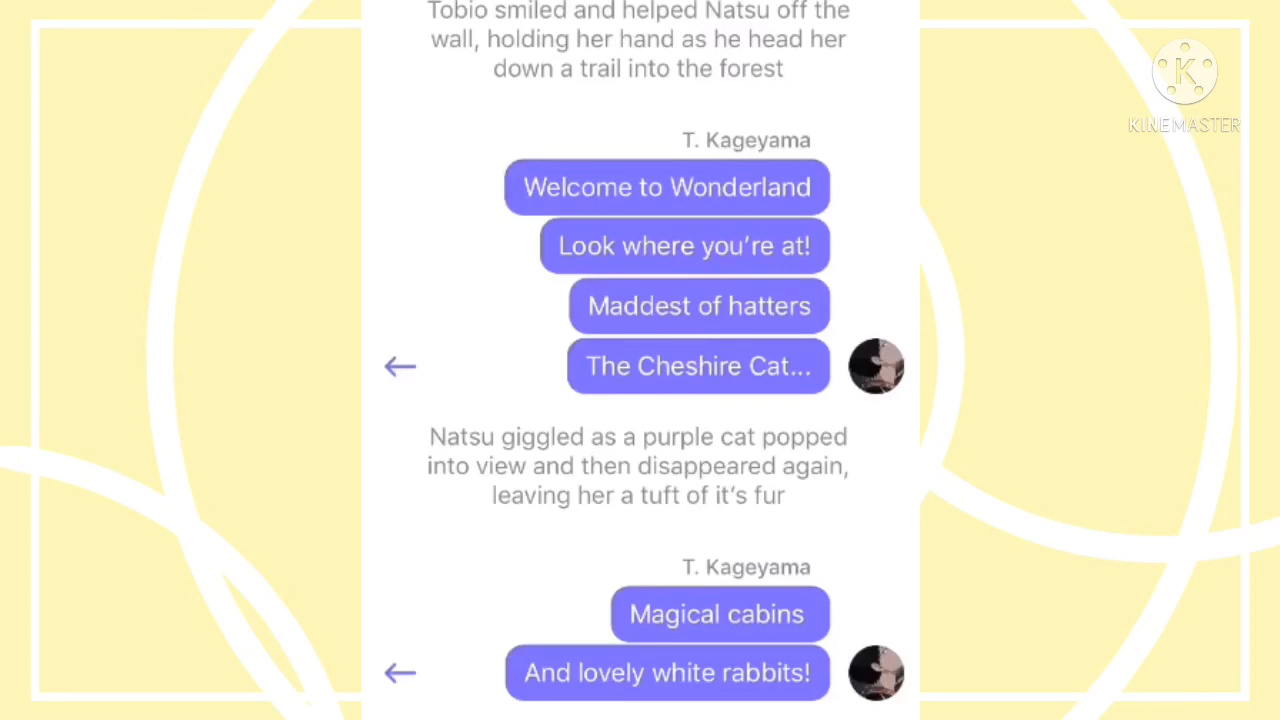 Tobio smiled and helped Natsu off the
wall, holding her hand as he head her
down a trail into the forest
T. Kageyama
Welcome to Wonderland
Look where you’re at!
Maddest of hatters
The Cheshire Cat...
Natsu giggled as a purple cat popped
into view and then disappeared again,
leaving her a tuft of it’s fur
T. Kageyama
Magical cabins
And lovely white rabbits!
K
KINEMASTER